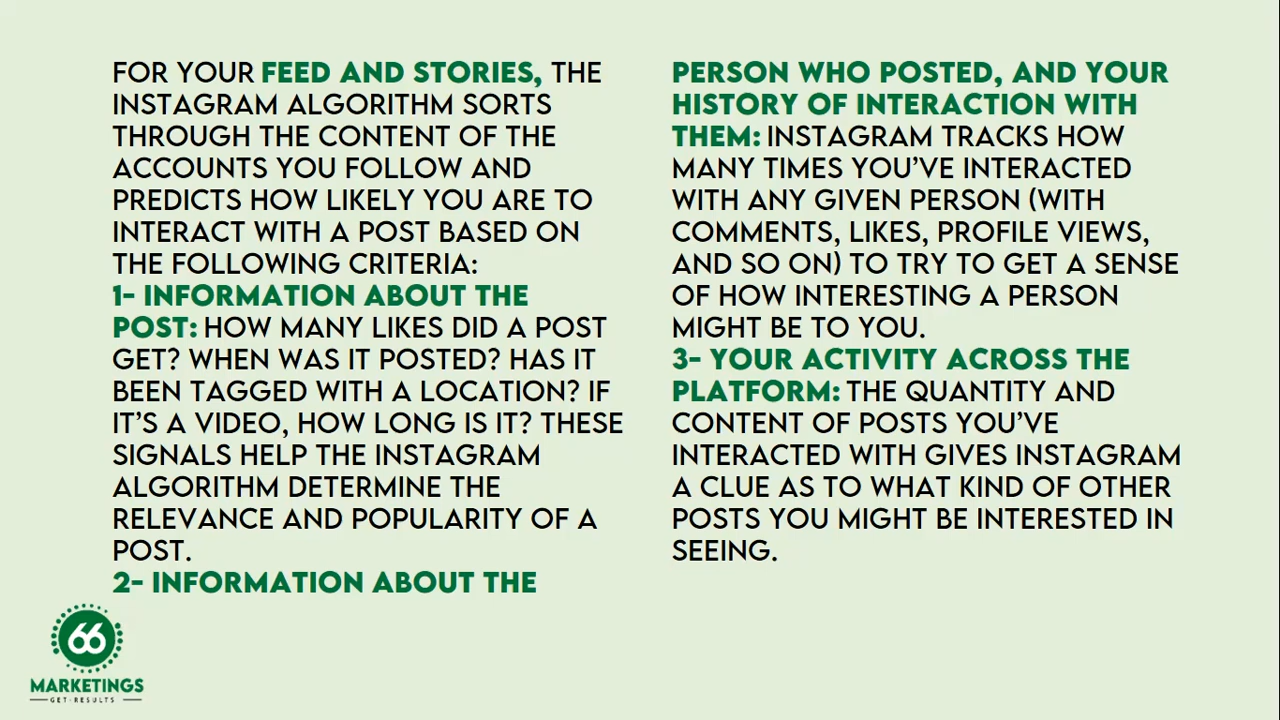 FOR YOUR FEED AND STORIES, THE
INSTAGRAM ALGORITHM SORTS
THROUGH THE CONTENT OF THE
ACCOUNTS YOU FOLLOW AND
PREDICTS HOW LIKELY YOU ARE TO
INTERACT WITH A POST BASED ON
THE FOLLOWING CRITERIA:
1- INFORMATION ABOUT THE
POST: HOW MANY LIKES DID A POST
GET? WHEN WAS IT POSTED? HAS IT
BEEN TAGGED WITH A LOCATION? IF
IT’S A VIDEO, HOW LONG IS IT? THESE
SIGNALS HELP THE INSTAGRAM
ALGORITHM DETERMINE THE
RELEVANCE AND POPULARITY OF A
POST.
2- INFORMATION ABOUT THE
PERSON WHO POSTED, AND YOUR
HISTORY OF INTERACTION WITH
THEM: INSTAGRAM TRACKS HOW
MANY TIMES YOU’VE INTERACTED
WITH ANY GIVEN PERSON (WITH
COMMENTS, LIKES, PROFILE VIEWS,
AND SO ON) TO TRY TO GET A SENSE
OF HOW INTERESTING A PERSON
MIGHT BE TO YOU.
3- YOUR ACTIVITY ACROSS THE
PLATFORM: THE QUANTITY AND
CONTENT OF POSTS YOU’VE
INTERACTED WITH GIVES INSTAGRAM
A CLUE AS TO WHAT KIND OF OTHER
POSTS YOU MIGHT BE INTERESTED IN
SEEING.
66
MARKETINGS
GET-RESULTS